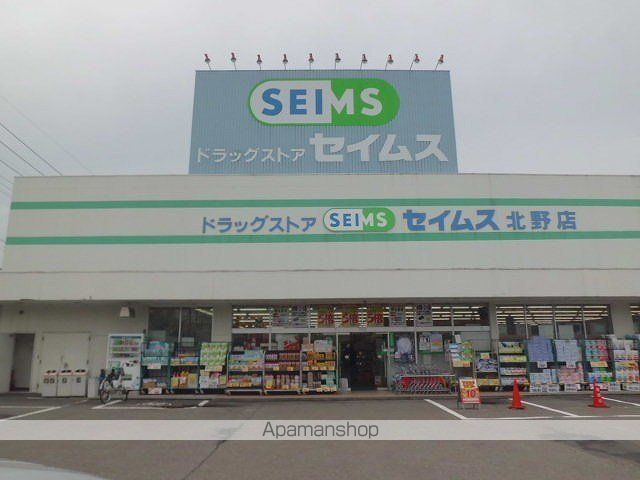 SEIMS
ドラッグストア セイムス
ドラッグストア SEIMS セイムス 北野店
10
Apamanshop